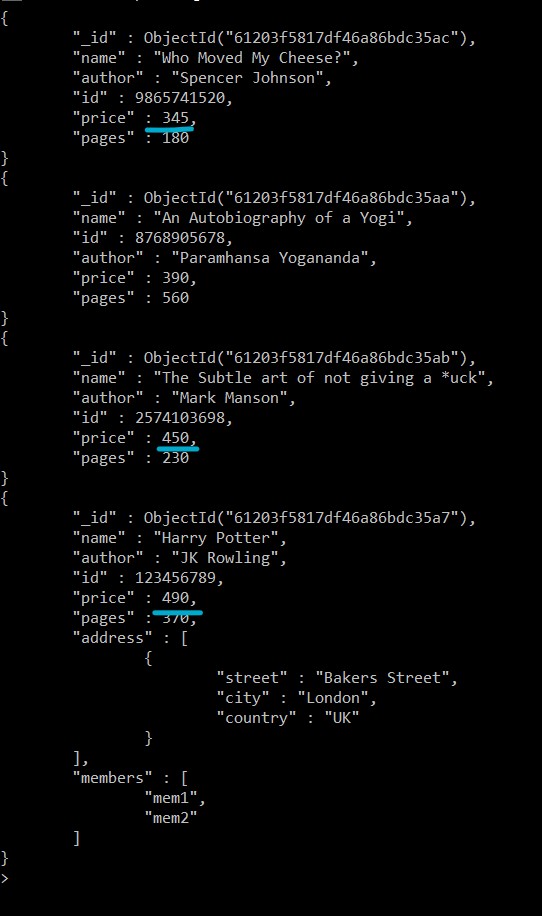 {
"_id" : ObjectId("61203f5817df46a86bdc35ac"),
"name" : "Who Moved My Cheese?",
"author" : "Spencer Johnson",
"id" : 9865741520,
"price" : 345,
"pages" : 180
}
{
"_id" : ObjectId("61203f5817df46a86bdc35aa"),
"name" : "An Autobiography of a Yogi",
"id" : 8768905678,
"author" : "Paramhansa Yogananda",
"price" : 390,
"pages" : 560
}
{
"_id" : ObjectId("61203f5817df46a86bdc35ab"),
"name" : "The Subtle art of not giving a *uck",
"author" : "Mark Manson",
"id" : 2574103698,
"price" : 450,
"pages" : 230
}
{
"_id" : ObjectId("61203f5817df46a86bdc35a7"),
"name" : "Harry Potter",
"author" : "JK Rowling",
"id" : 123456789,
"price" : 490,
"pages" : 370,
"address" : [
{
"street" : "Bakers Street",
"city" : "London",
"country" : "UK"
}
],
"members" : [
"mem1",
"mem2"
]
}
>